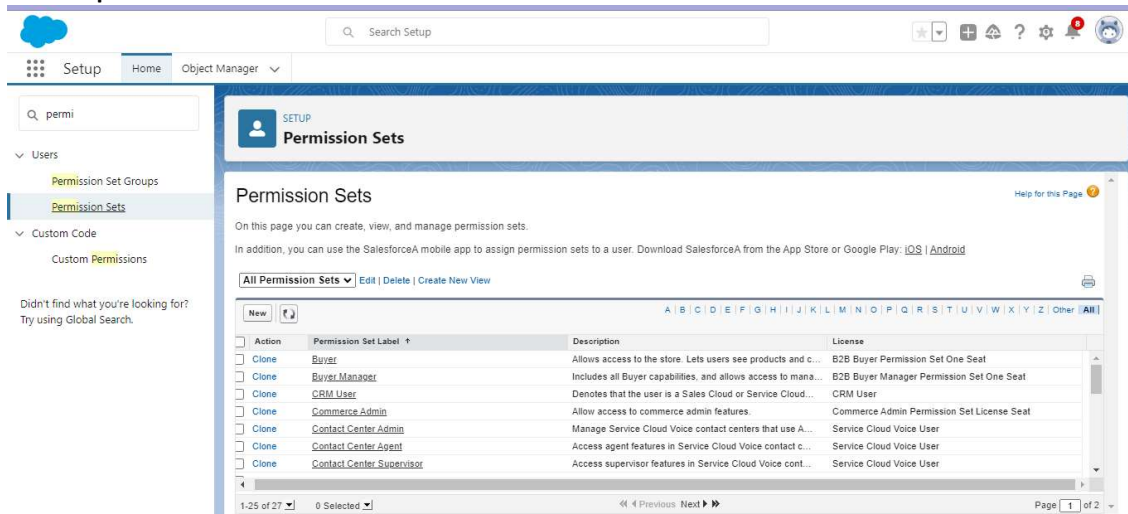 Search Setup
8
Setup Home Object Manager
permi
Users
Permission Set Groups
Permission Sets
Custom Code
Custom Permissions
Didn't find what you're looking for?
Try using Global Search.
SETUP
Permission Sets
Permission Sets
Help for this Page
On this page you can create, view, and manage permission sets.
In addition, you can use the SalesforceA mobile app to assign permission sets to a user. Download SalesforceA from the App Store or Google Play: iOS | Android
All Permission Sets Edit | Delete | Create New View
New A | B | C | D | E | F | G | H | I | J | K | L | M | N | O | P | Q | R | S | T | U | V | W | X | Y | Z | Other | All
Action Permission Set Label ↑ Description License
Clone Buyer Allows access to the store. Lets users see products and c... B2B Buyer Permission Set One Seat
Clone Buyer Manager Includes all Buyer capabilities, and allows access to mana... B2B Buyer Manager Permission Set One Seat
Clone CRM User Denotes that the user is a Sales Cloud or Service Cloud... CRM User
Clone Commerce Admin Allow access to commerce admin features. Commerce Admin Permission Set License Seat
Clone Contact Center Admin Manage Service Cloud Voice contact centers that use A... Service Cloud Voice User
Clone Contact Center Agent Access agent features in Service Cloud Voice contact c... Service Cloud Voice User
Clone Contact Center Supervisor Access supervisor features in Service Cloud Voice cont... Service Cloud Voice User
1-25 of 27 0 Selected Previous Next Page 1 of 2